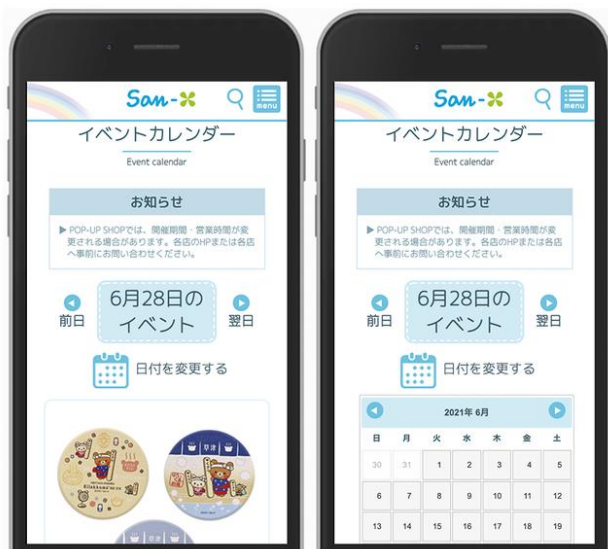 San-X
menu
イベントカレンダー
Event calendar
お知らせ
▶ POP-UP SHOPでは、開催期間・営業時間が変
更される場合があります。各店のHPまたは各店
へ事前にお問い合わせください。
前日
6月28日の
イベント
翌日
日付を変更する
草津
San-X
menu
イベントカレンダー
Event calendar
お知らせ
▶ POP-UP SHOPでは、開催期間・営業時間が変
更される場合があります。各店のHPまたは各店
へ事前にお問い合わせください。
前日
6月28日の
イベント
翌日
日付を変更する
2021年 6月
日 月 火 水 木 金 土
30 31 1 2 3 4 5
6 7 8 9 10 11 12
13 14 15 16 17 18 19